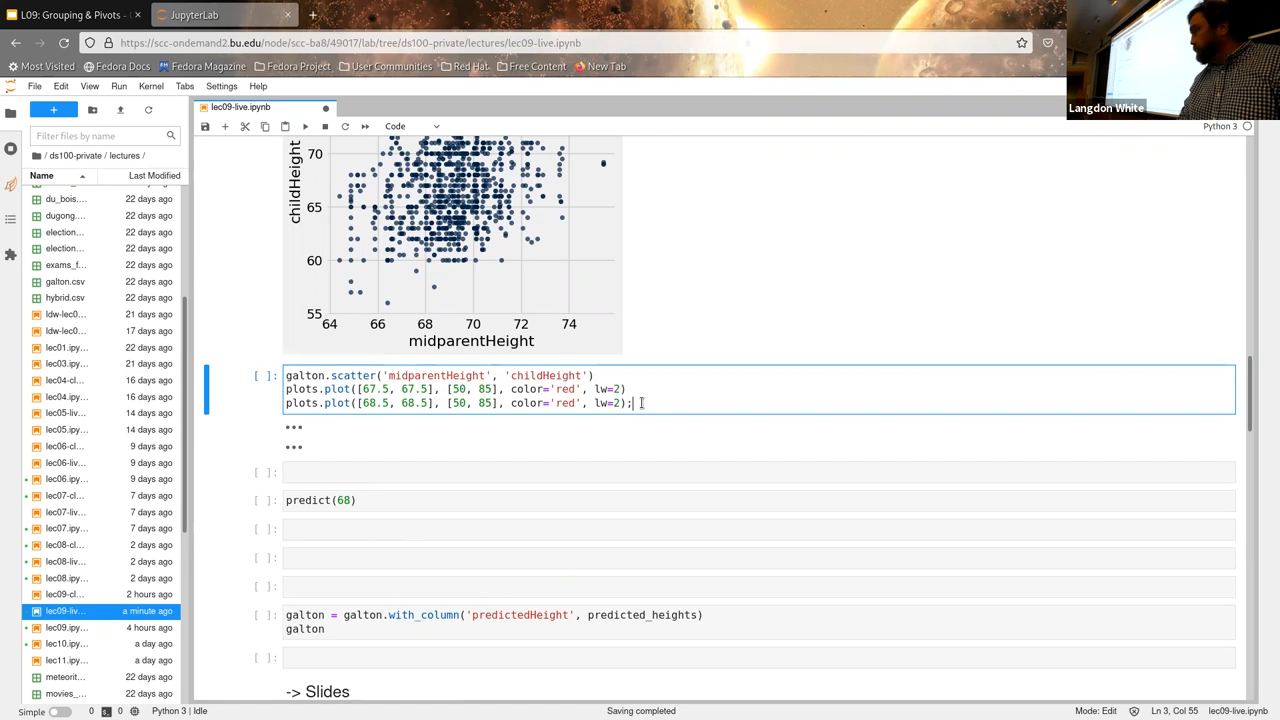 L09: Grouping & Pivots - 
JupyterLab
https://scc-ondemand2.bu.edu/node/scc-ba8/49017/lab/tree/ds100-private/lectures/lec09-live.ipynb
Most Visited Fedora Docs Fedora Magazine Fedora Project User Communities Red Hat Free Content New Tab
Langdon White
File Edit View Run Kernel Tabs Settings Help
lec09-live.ipynb
Code
Python 3
Filter files by name
/ ds100-private / lectures /
Name Last Modified
du_bois.... 22 days ago
dugong.... 22 days ago
election... 22 days ago
election... 22 days ago
exams_f... 22 days ago
galton.csv 22 days ago
hybrid.csv 22 days ago
ldw-lec0... 21 days ago
ldw-lec0... 17 days ago
lec01.ipy... 22 days ago
lec03.ipy... 21 days ago
lec04-cl... 16 days ago
lec04.ipy... 16 days ago
lec05-liv... 14 days ago
lec05.ipy... 14 days ago
lec06-cl... 9 days ago
lec06-liv... 9 days ago
lec06.ipy... 9 days ago
lec07-cl... 7 days ago
lec07-liv... 7 days ago
lec07.ipy... 7 days ago
lec08-cl... 2 days ago
lec08-liv... 2 days ago
lec08.ipy... 2 days ago
lec09-cl... 2 hours ago
lec09-liv... a minute ago
lec09.ipy... 4 hours ago
lec10.ipy... a day ago
lec11.ipy... a day ago
meteorit... 22 days ago
movies_... 22 days ago
childHeight
70
65
60
55
64 66 68 70 72 74
midparentHeight
[ ]: galton.scatter('midparentHeight', 'childHeight')
plots.plot([67.5, 67.5], [50, 85], color='red', lw=2)
plots.plot([68.5, 68.5], [50, 85], color='red', lw=2);
•••
•••
[ ]:
[ ]: predict(68)
[ ]:
[ ]:
[ ]:
[ ]: galton = galton.with_column('predictedHeight', predicted_heights)
galton
[ ]:
-> Slides
Simple 0 0 Python 3 | Idle Saving completed Mode: Edit Ln 3, Col 55 lec09-live.ipynb